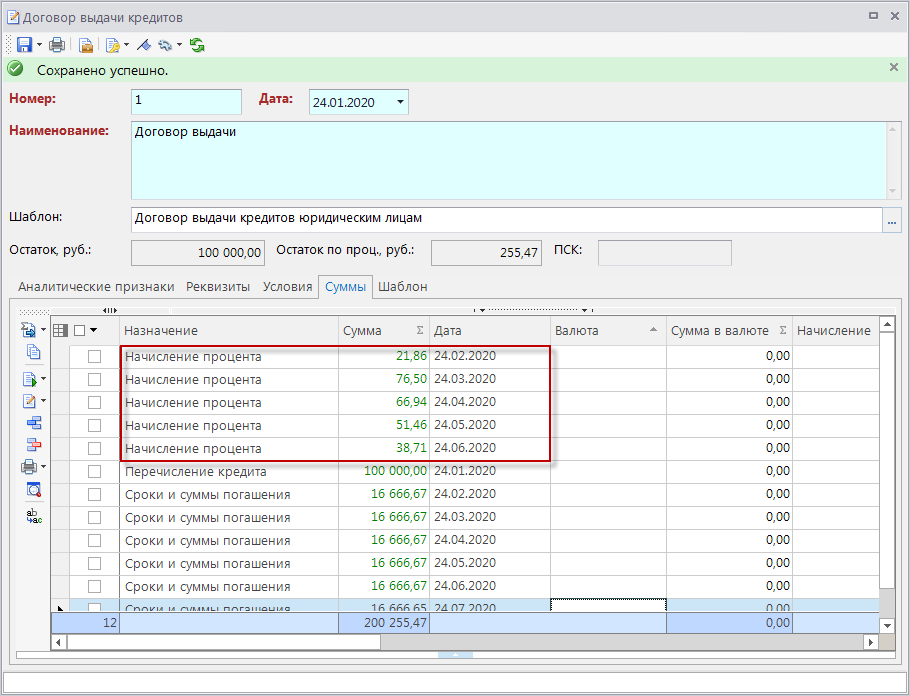 Договор выдачи кредитов
Сохранено успешно.
Номер: 1 Дата: 24.01.2020
Наименование: Договор выдачи
Шаблон: Договор выдачи кредитов юридическим лицам ...
Остаток, руб.: 100 000,00 Остаток по проц., руб.: 255,47 ПСК:
Аналитические признаки Реквизиты Условия Суммы Шаблон
Назначение Сумма Σ Дата Валюта Сумма в валюте Σ Начисление
Начисление процента 21,86 24.02.2020 0,00
Начисление процента 76,50 24.03.2020 0,00
Начисление процента 66,94 24.04.2020 0,00
Начисление процента 51,46 24.05.2020 0,00
Начисление процента 38,71 24.06.2020 0,00
Перечисление кредита 100 000,00 24.01.2020 0,00
Сроки и суммы погашения 16 666,67 24.02.2020 0,00
Сроки и суммы погашения 16 666,67 24.03.2020 0,00
Сроки и суммы погашения 16 666,67 24.04.2020 0,00
Сроки и суммы погашения 16 666,67 24.05.2020 0,00
Сроки и суммы погашения 16 666,67 24.06.2020 0,00
Сроки и суммы погашения 16 666,65 24.07.2020 0,00
12 200 255,47 0,00